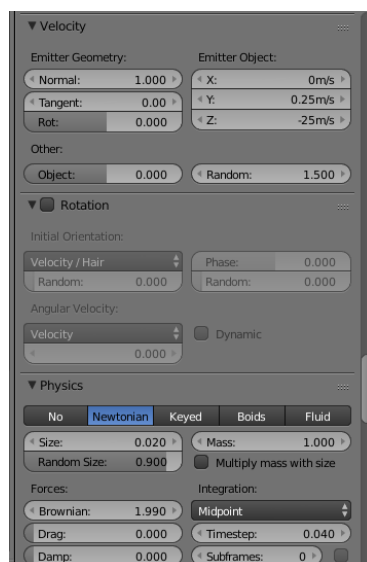 Velocity
Emitter Geometry: Emitter Object:
Normal: 1.000 X: 0m/s
Tangent: 0.00 Y: 0.25m/s
Rot: 0.000 Z: -25m/s
Other:
Object: 0.000 Random: 1.500
Rotation
Initial Orientation:
Velocity / Hair Phase: 0.000
Random: 0.000 Random: 0.000
Angular Velocity:
Velocity Dynamic
0.000
Physics
No Newtonian Keyed Boids Fluid
Size: 0.020 Mass: 1.000
Random Size: 0.900 Multiply mass with size
Forces: Integration:
Brownian: 1.990 Midpoint
Drag: 0.000 Timestep: 0.040
Damp: 0.000 Subframes: 0